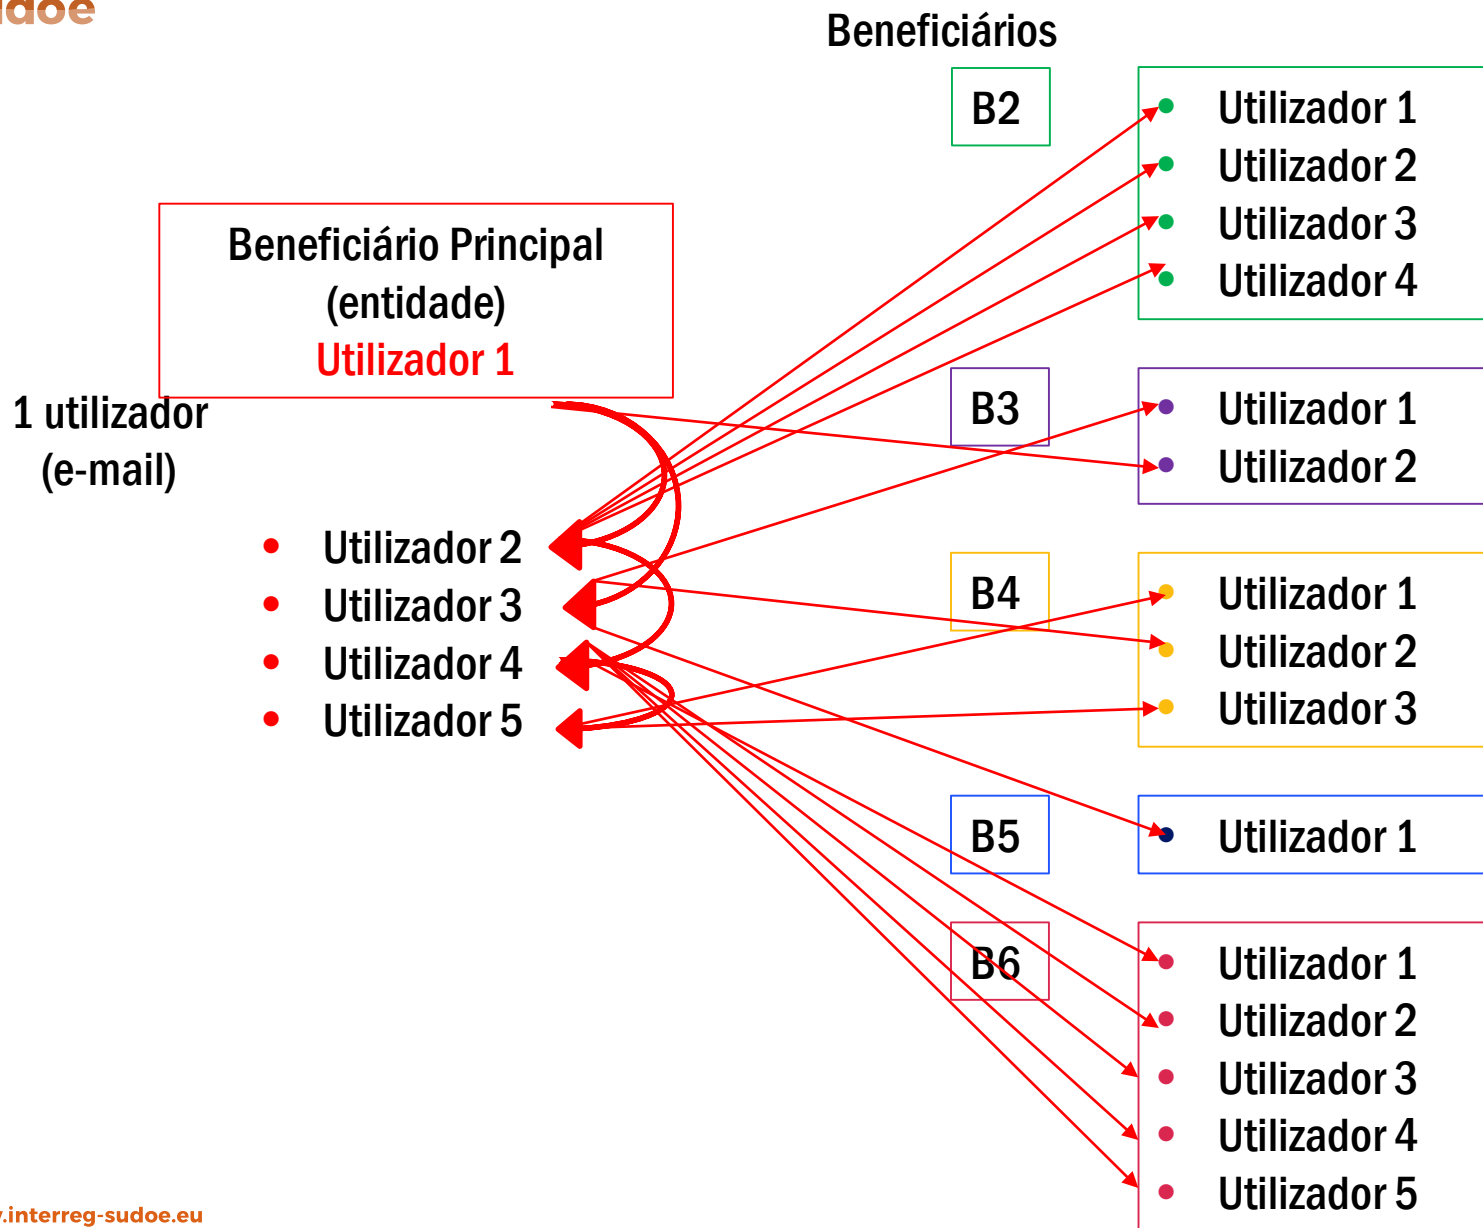 Beneficiários
Beneficiário Principal
(entidade)
Utilizador 1
1 utilizador
(e-mail)
Utilizador 2
Utilizador 3
Utilizador 4
Utilizador 5
B2
Utilizador 1
Utilizador 2
Utilizador 3
Utilizador 4
B3
Utilizador 1
Utilizador 2
B4
Utilizador 1
Utilizador 2
Utilizador 3
B5
Utilizador 1
B6
Utilizador 1
Utilizador 2
Utilizador 3
Utilizador 4
Utilizador 5
.interreg-sudoe.eu